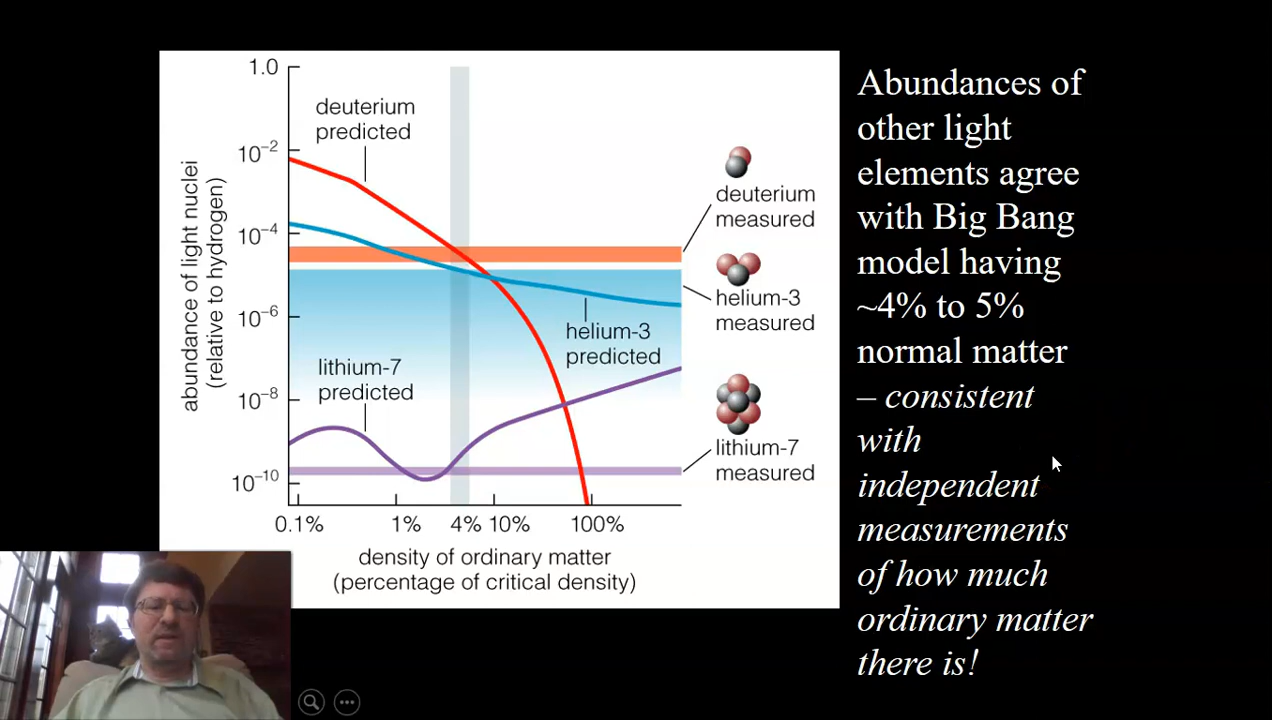 1.0
10⁻²
10⁻⁴
10⁻⁶
10⁻⁸
10⁻¹⁰
abundance of light nuclei
(relative to hydrogen)
deuterium
predicted
helium-3
predicted
lithium-7
predicted
deuterium
measured
helium-3
measured
lithium-7
measured
0.1% 1% 4% 10% 100%
density of ordinary matter
(percentage of critical density)
Abundances of
other light
elements agree
with Big Bang
model having
~4% to 5%
normal matter
– consistent
with
independent
measurements
of how much
ordinary matter
there is!